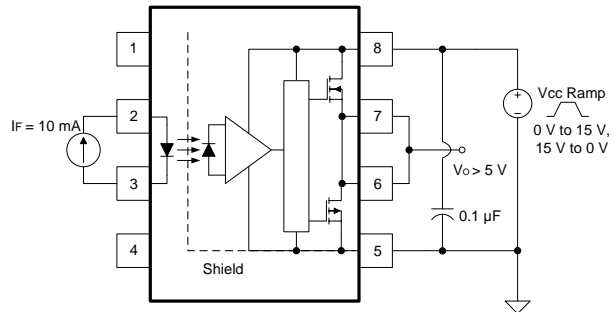 1
8
Vcc Ramp
0 V to 15 V,
15 V to 0 V
IF = 10 mA
2
7
VO > 5 V
3
6
0.1 µF
4
5
Shield